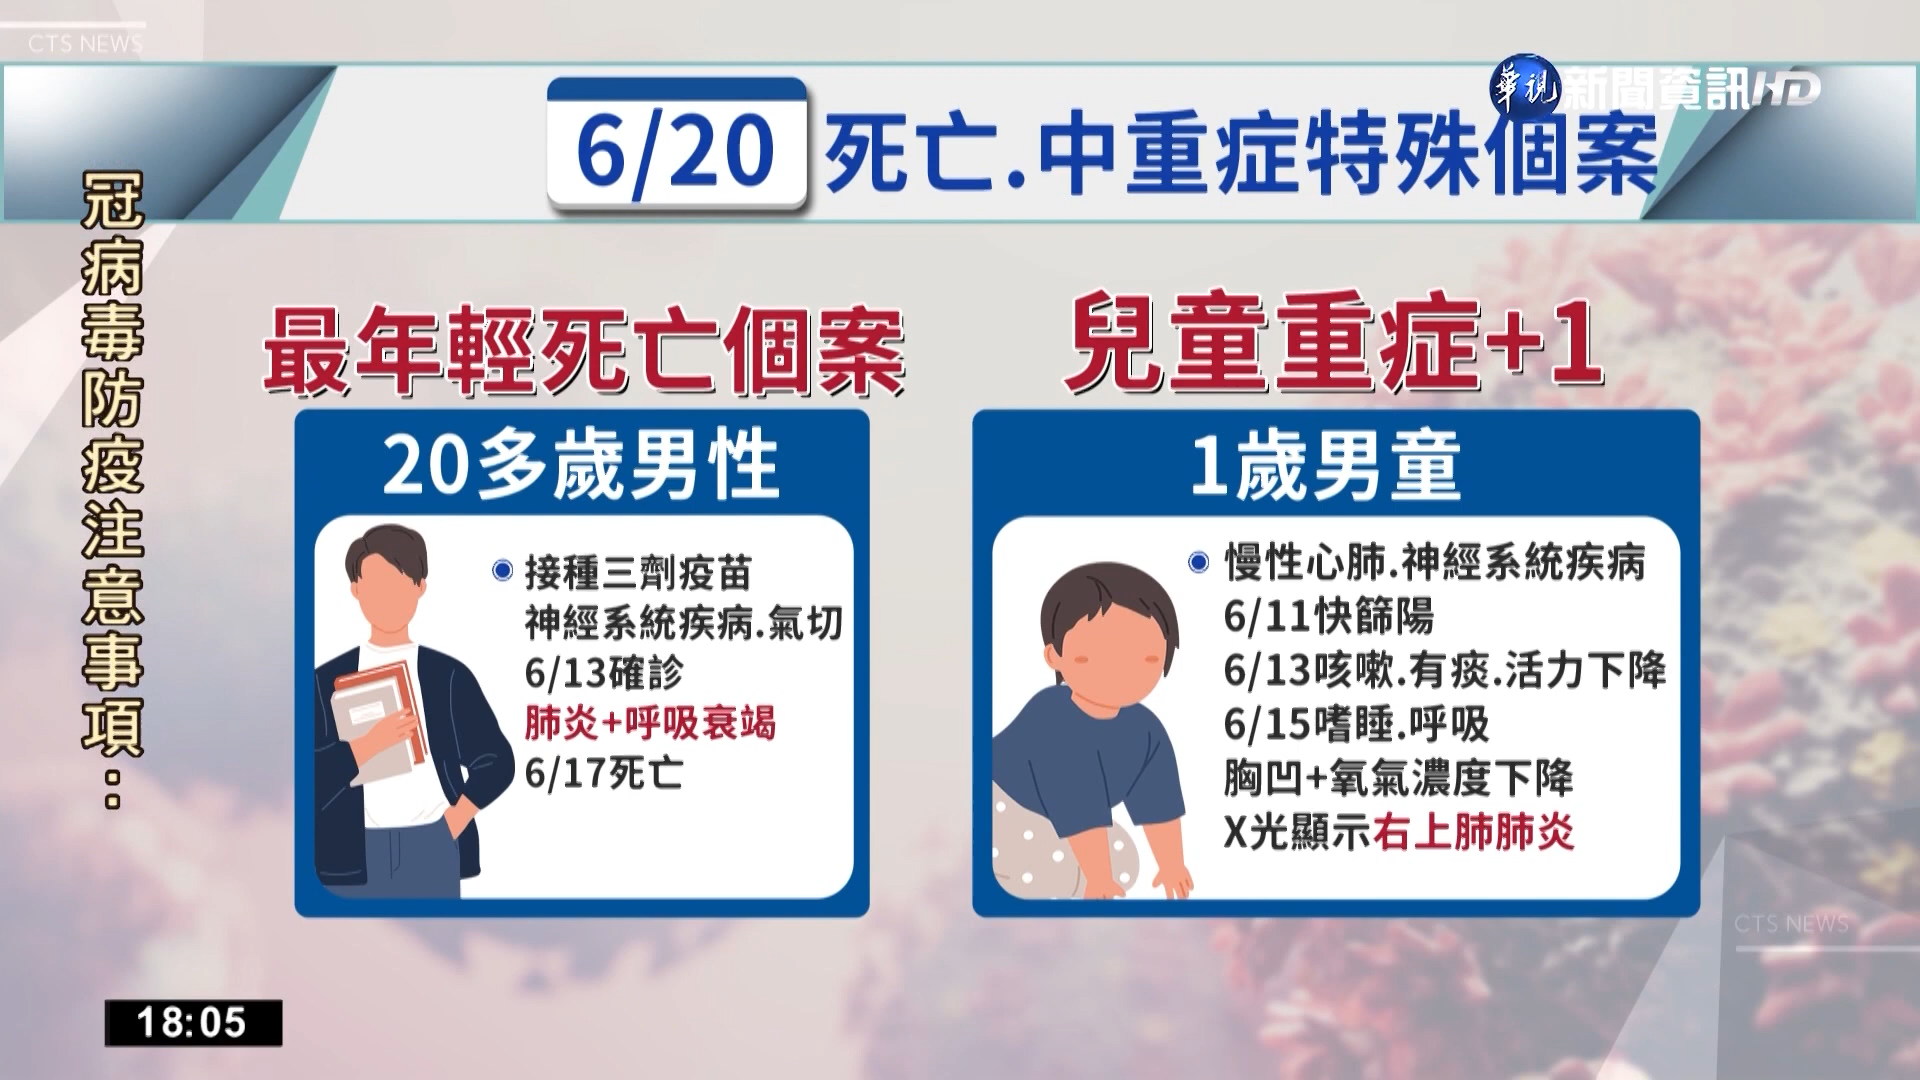 CTS NEWS
華視 新聞資訊HD
6/20 死亡.中重症特殊個案
冠病毒防疫注意事項：
最年輕死亡個案
20多歲男性
接種三劑疫苗
神經系統疾病.氣切
6/13確診
肺炎+呼吸衰竭
6/17死亡
兒童重症+1
1歲男童
慢性心肺.神經系統疾病
6/11快篩陽
6/13咳嗽.有痰.活力下降
6/15嗜睡.呼吸
胸凹+氧氣濃度下降
X光顯示右上肺肺炎
CTS NEWS
18:05